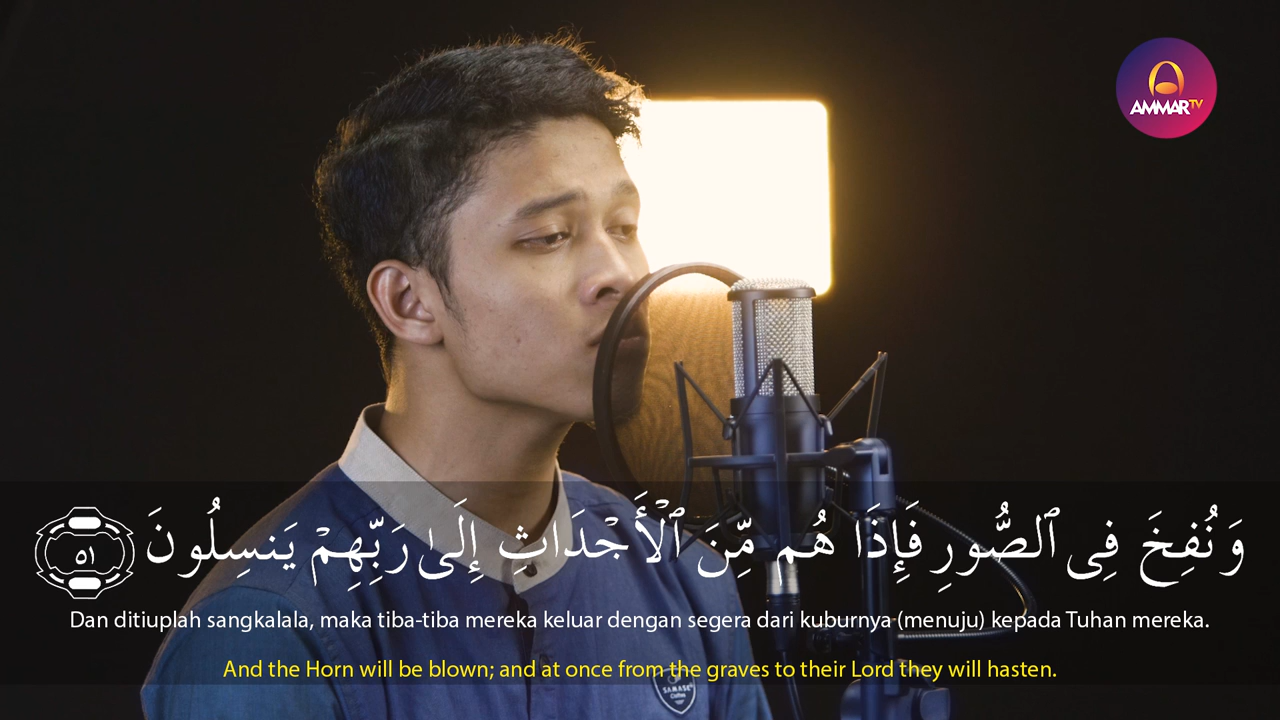 AMMAR TV
وَنُفِخَ فِى ٱلصُّورِ فَإِذَا هُم مِّنَ ٱلْأَجْدَاثِ إِلَىٰ رَبِّهِمْ يَنسِلُونَ ٥١
Dan ditiuplah sangkalala, maka tiba-tiba mereka keluar dengan segera dari kuburnya (menuju) kepada Tuhan mereka.
And the Horn will be blown; and at once from the graves to their Lord they will hasten.
SAMASE
Clothes